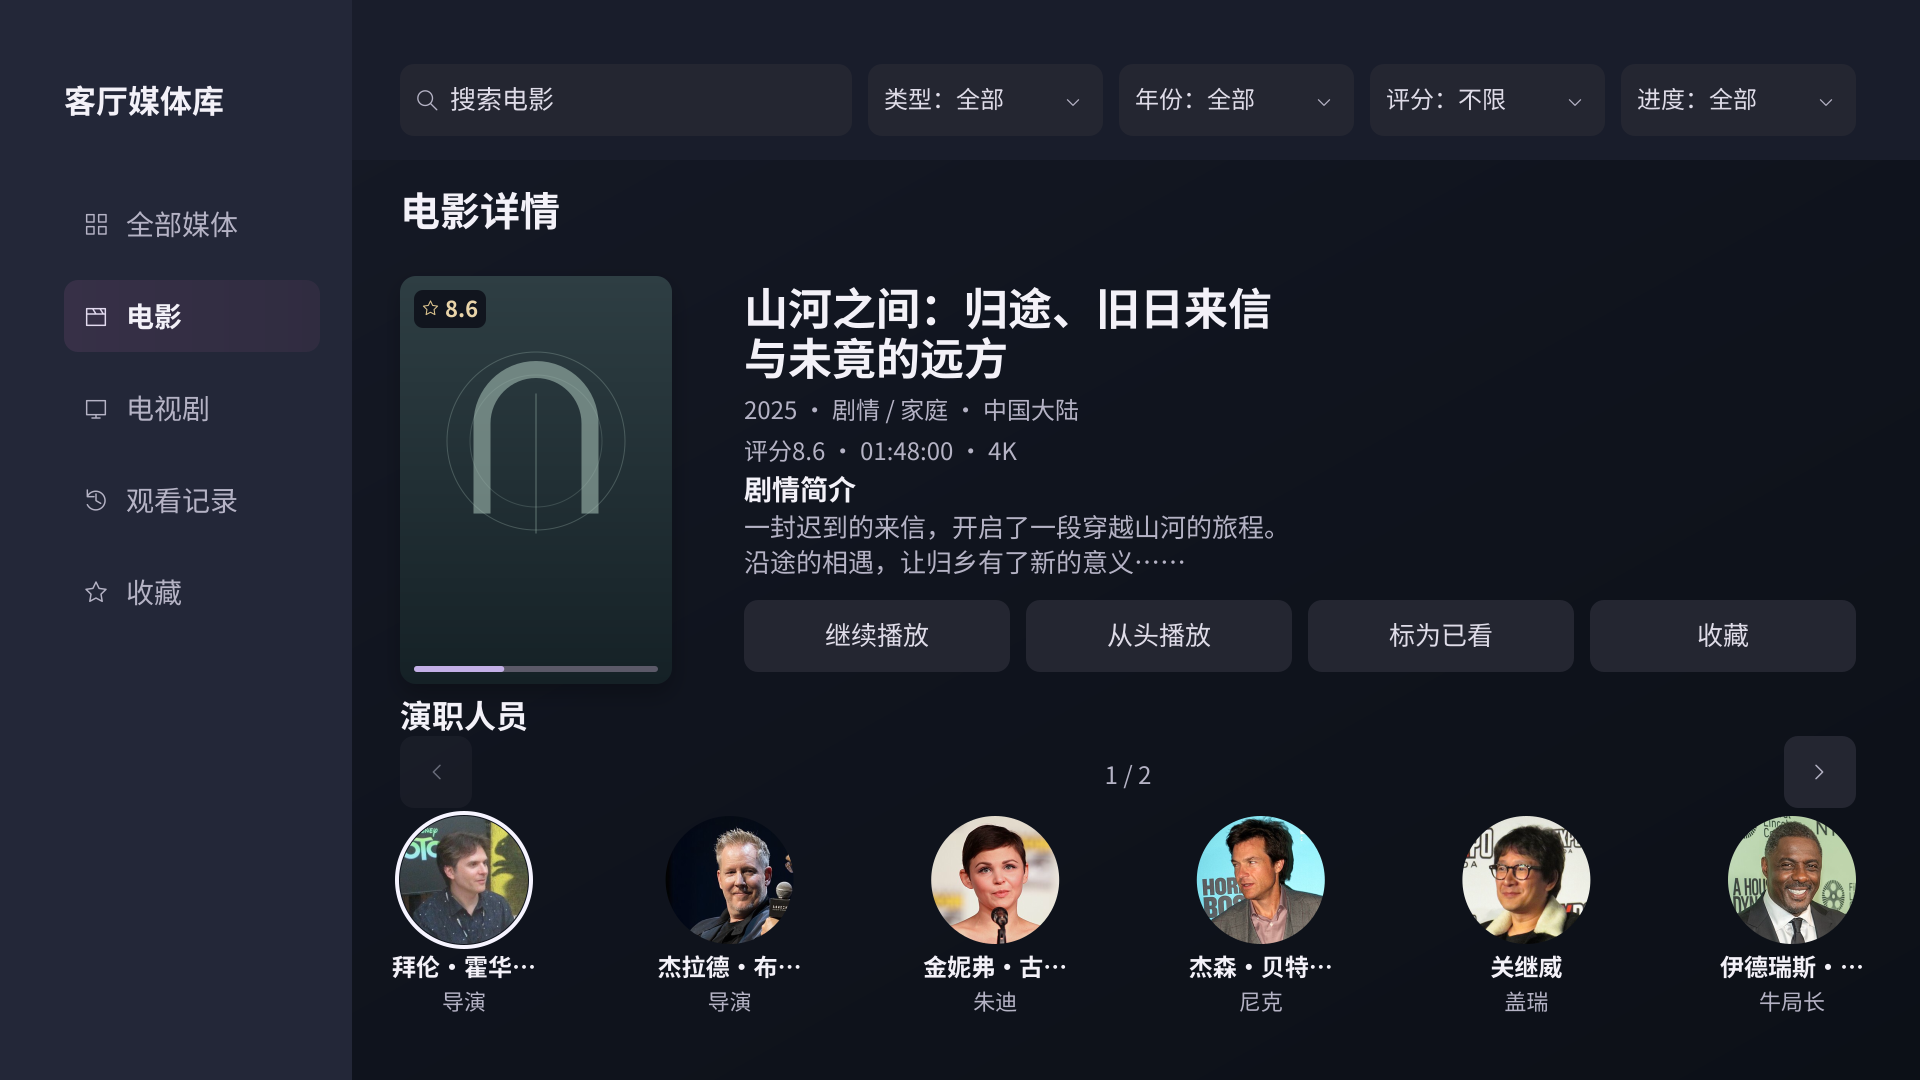 客厅媒体库
全部媒体
电影
电视剧
观看记录
收藏
搜索电影
类型：全部
年份：全部
评分：不限
进度：全部
电影详情
8.6
山河之间：归途、旧日来信
与未竟的远方
2025 • 剧情 / 家庭 • 中国大陆
评分8.6 • 01:48:00 • 4K
剧情简介
一封迟到的来信，开启了一段穿越山河的旅程。
沿途的相遇，让归乡有了新的意义……
继续播放
从头播放
标为已看
收藏
演职人员
1 / 2
拜伦・霍华…
导演
杰拉德・布…
导演
金妮弗・古…
朱迪
HOR
BOS
杰森・贝特…
尼克
关继威
盖瑞
A HOU
DYN
伊德瑞斯・…
牛局长